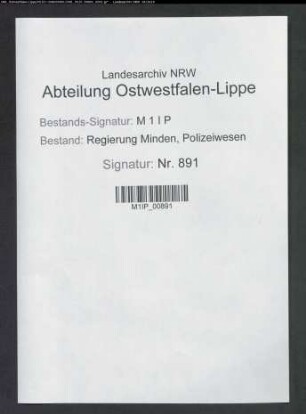 Landesarchiv NRW
Abteilung Ostwestfalen-Lippe
Bestands-Signatur: M 1 I P
Bestand: Regierung Minden, Polizeiwesen
Signatur: Nr. 891
M1IP_00891